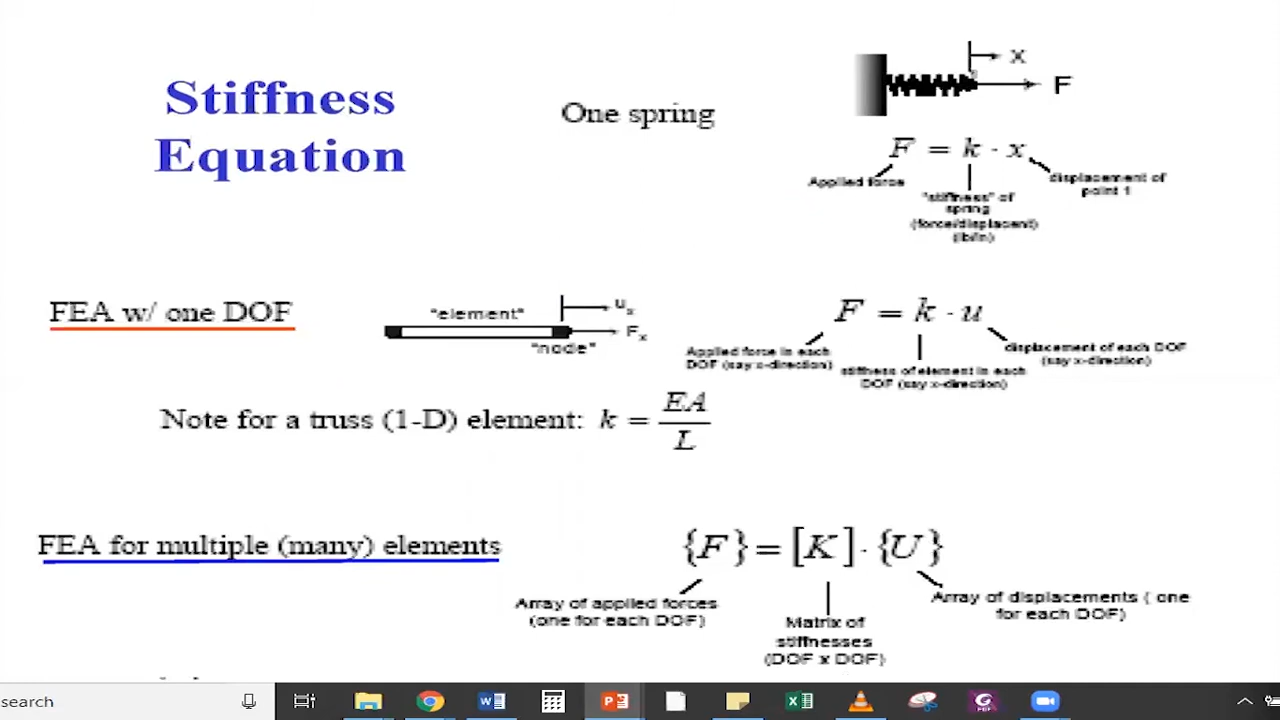 Stiffness
Equation
One spring
X
F
F = k · x
Applied force
"stiffness" of
spring
(force/displacent)
(lb/in)
displacement of
point 1
FEA w/ one DOF
"element"
"node"
u_x
F_x
F = k · u
Applied force in each
DOF (say x-direction)
stiffness of element in each
DOF (say x-direction)
displacement of each DOF
(say x-direction)
Note for a truss (1-D) element: k = EA / L
FEA for multiple (many) elements
{F} = [K] · {U}
Array of applied forces
(one for each DOF)
Matrix of
stiffnesses
(DOF x DOF)
Array of displacements ( one
for each DOF)
search